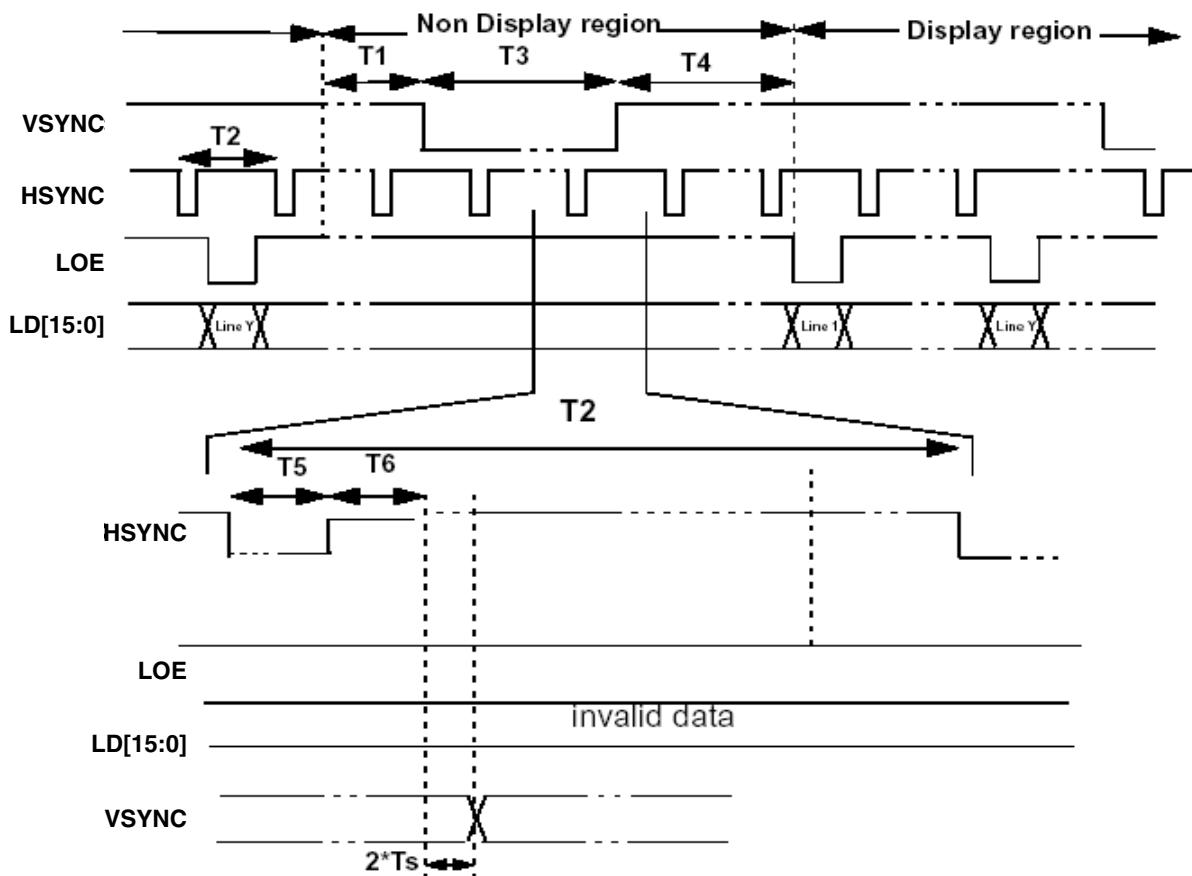 Non Display region
Display region
T1
T3
T4
VSYNC
T2
HSYNC
LOE
LD[15:0]
Line Y
Line 1
Line Y
T2
T5
T6
HSYNC
LOE
invalid data
LD[15:0]
VSYNC
2*Ts